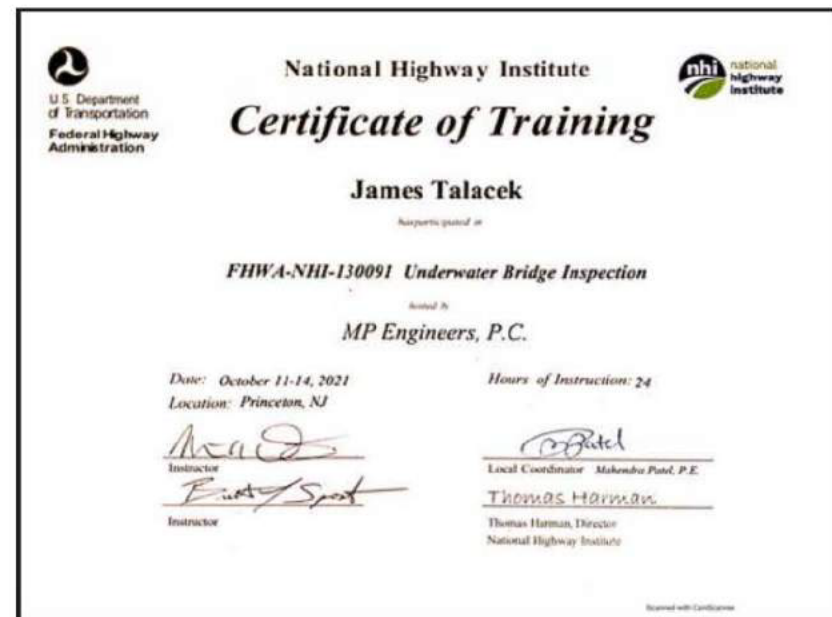 U.S. Department
of Transportation
Federal Highway
Administration
National Highway Institute
nhi national
highway
institute
Certificate of Training
James Talacek
hasparticipated in
FHWA-NHI-130091 Underwater Bridge Inspection
hosted by
MP Engineers, P.C.
Date: October 11-14, 2021
Location: Princeton, NJ
Hours of Instruction: 24
Instructor
Instructor
Local Coordinator Mahendra Patel, P.E.
Thomas Harman
Thomas Harman, Director
National Highway Institute
Scanned with CamScanner